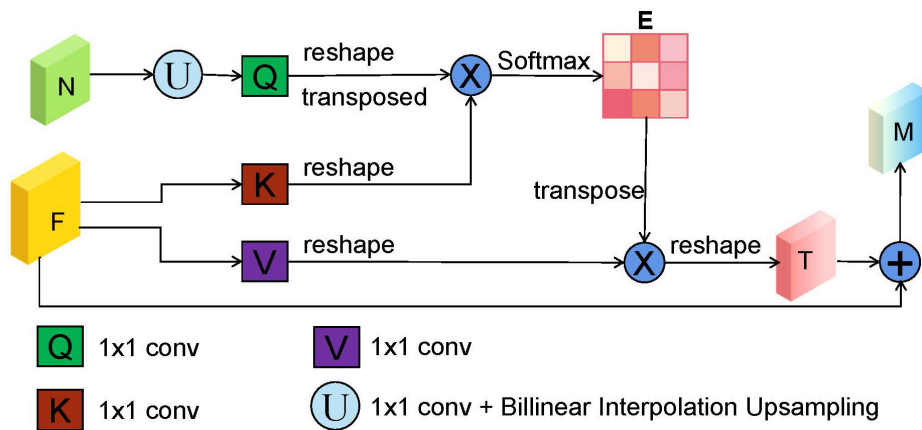 E
reshape
Softmax
N
U
Q
X
transposed
M
reshape
K
transpose
F
reshape
V
X
reshape
T
+
Q 1x1 conv
V 1x1 conv
K 1x1 conv
U 1x1 conv + Billinear Interpolation Upsampling